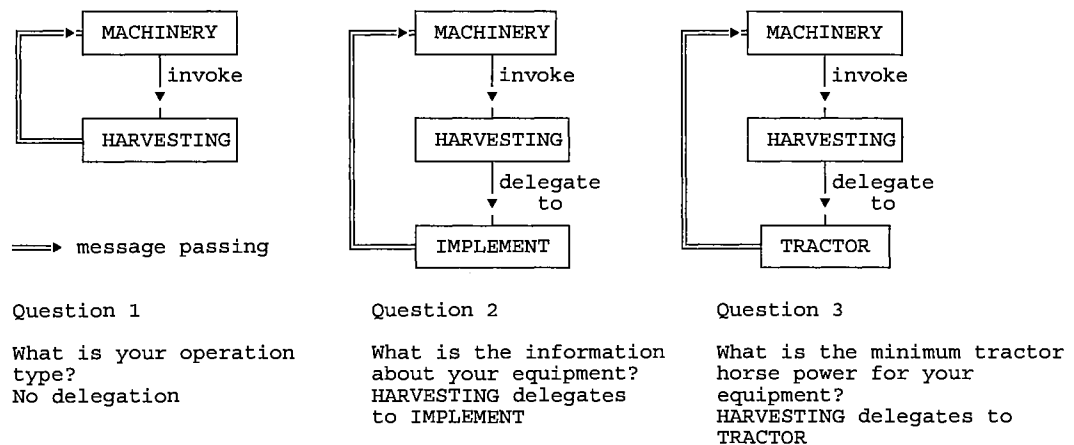 MACHINERY
invoke
HARVESTING
message passing
Question 1
What is your operation
type?
No delegation
MACHINERY
invoke
HARVESTING
delegate
to
IMPLEMENT
Question 2
What is the information
about your equipment?
HARVESTING delegates
to IMPLEMENT
MACHINERY
invoke
HARVESTING
delegate
to
TRACTOR
Question 3
What is the minimum tractor
horse power for your
equipment?
HARVESTING delegates to
TRACTOR